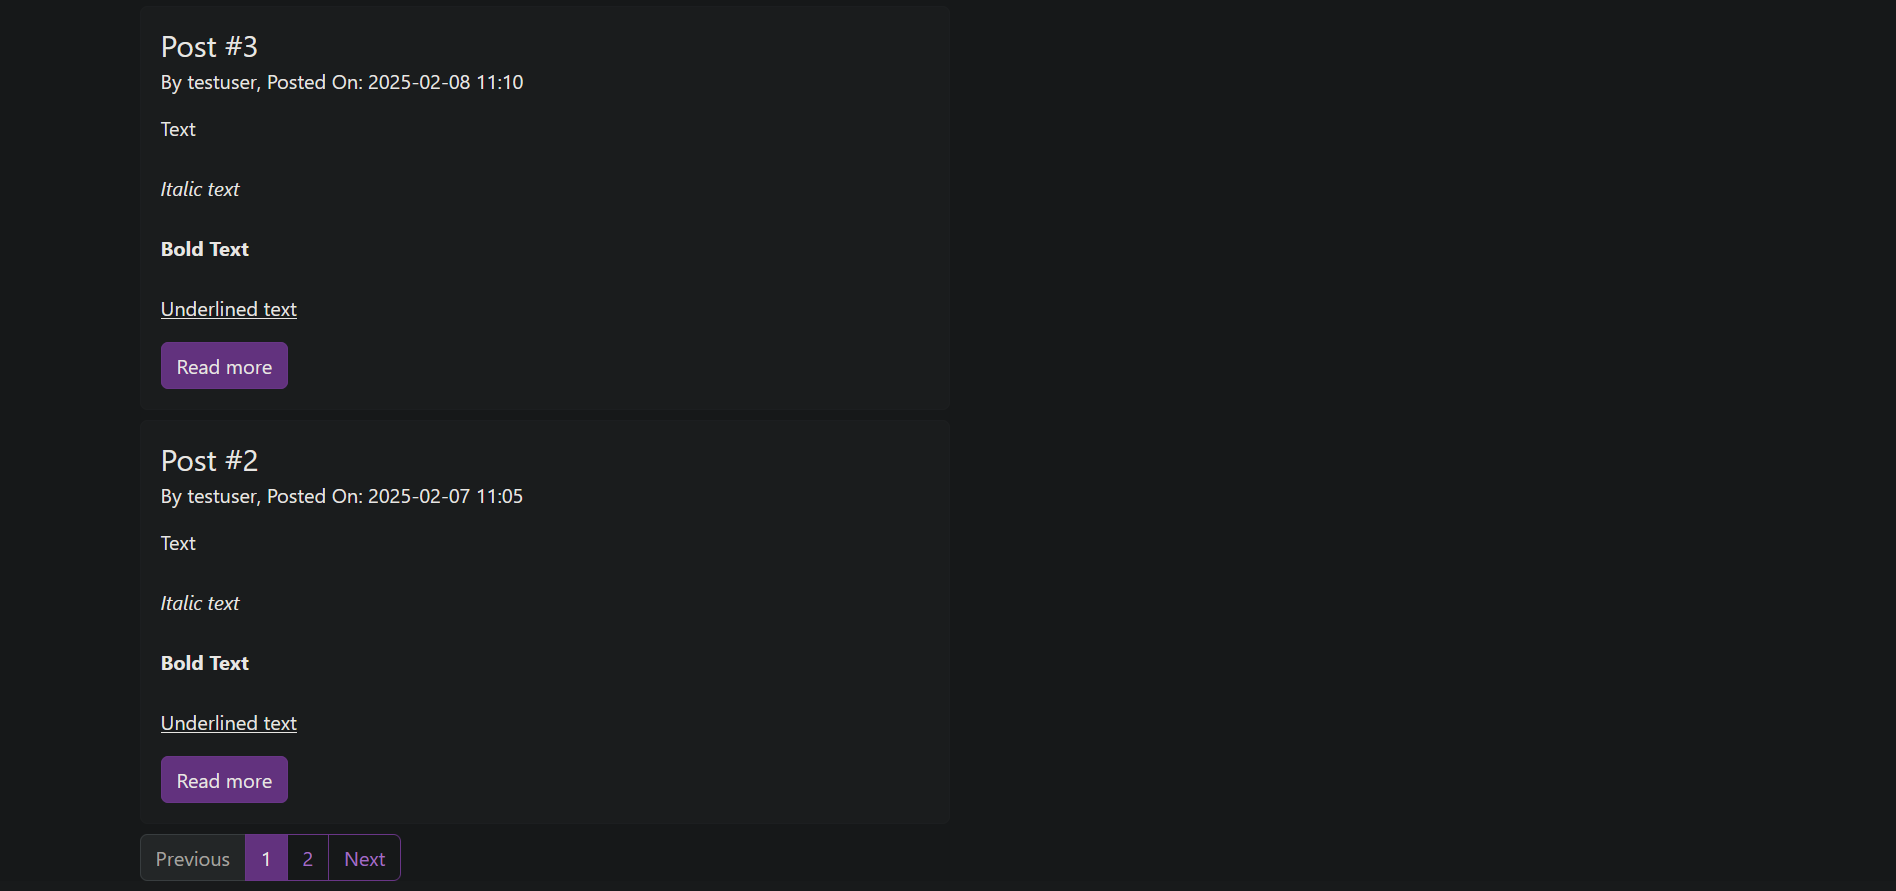 Post #3
By testuser, Posted On: 2025-02-08 11:10
Text
Italic text
Bold Text
Underlined text
Read more
Post #2
By testuser, Posted On: 2025-02-07 11:05
Text
Italic text
Bold Text
Underlined text
Read more
Previous 1 2 Next